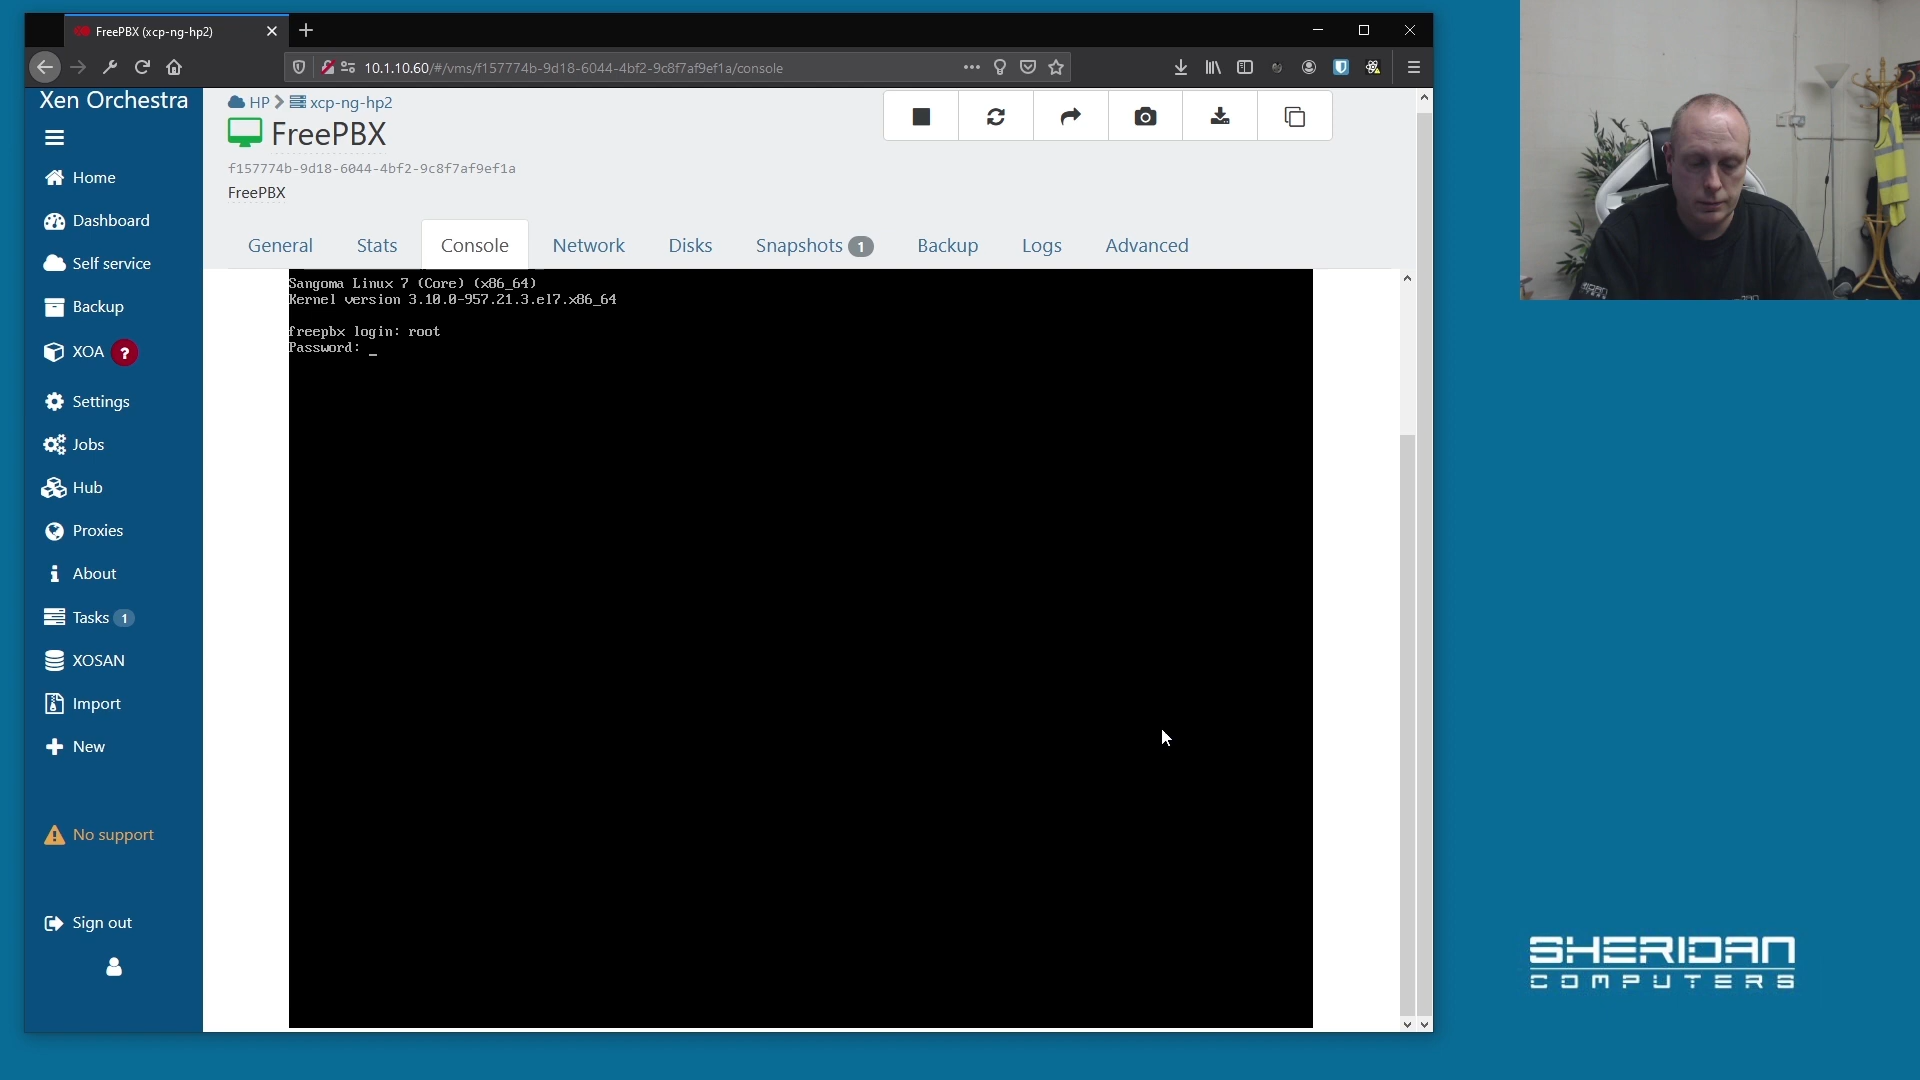 FreePBX (xcp-ng-hp2)
10.1.10.60/#/vms/f157774b-9d18-6044-4bf2-9c8f7af9ef1a/console
Xen Orchestra
Home
Dashboard
Self service
Backup
XOA ?
Settings
Jobs
Hub
Proxies
About
Tasks 1
XOSAN
Import
New
No support
Sign out
HP > xcp-ng-hp2
FreePBX
f157774b-9d18-6044-4bf2-9c8f7af9ef1a
FreePBX
General Stats Console Network Disks Snapshots 1 Backup Logs Advanced
Sangoma Linux 7 (Core) (x86_64)
Kernel version 3.10.0-957.21.3.el7.x86_64
freepbx login: root
Password: _
SHERIDAN
COMPUTERS